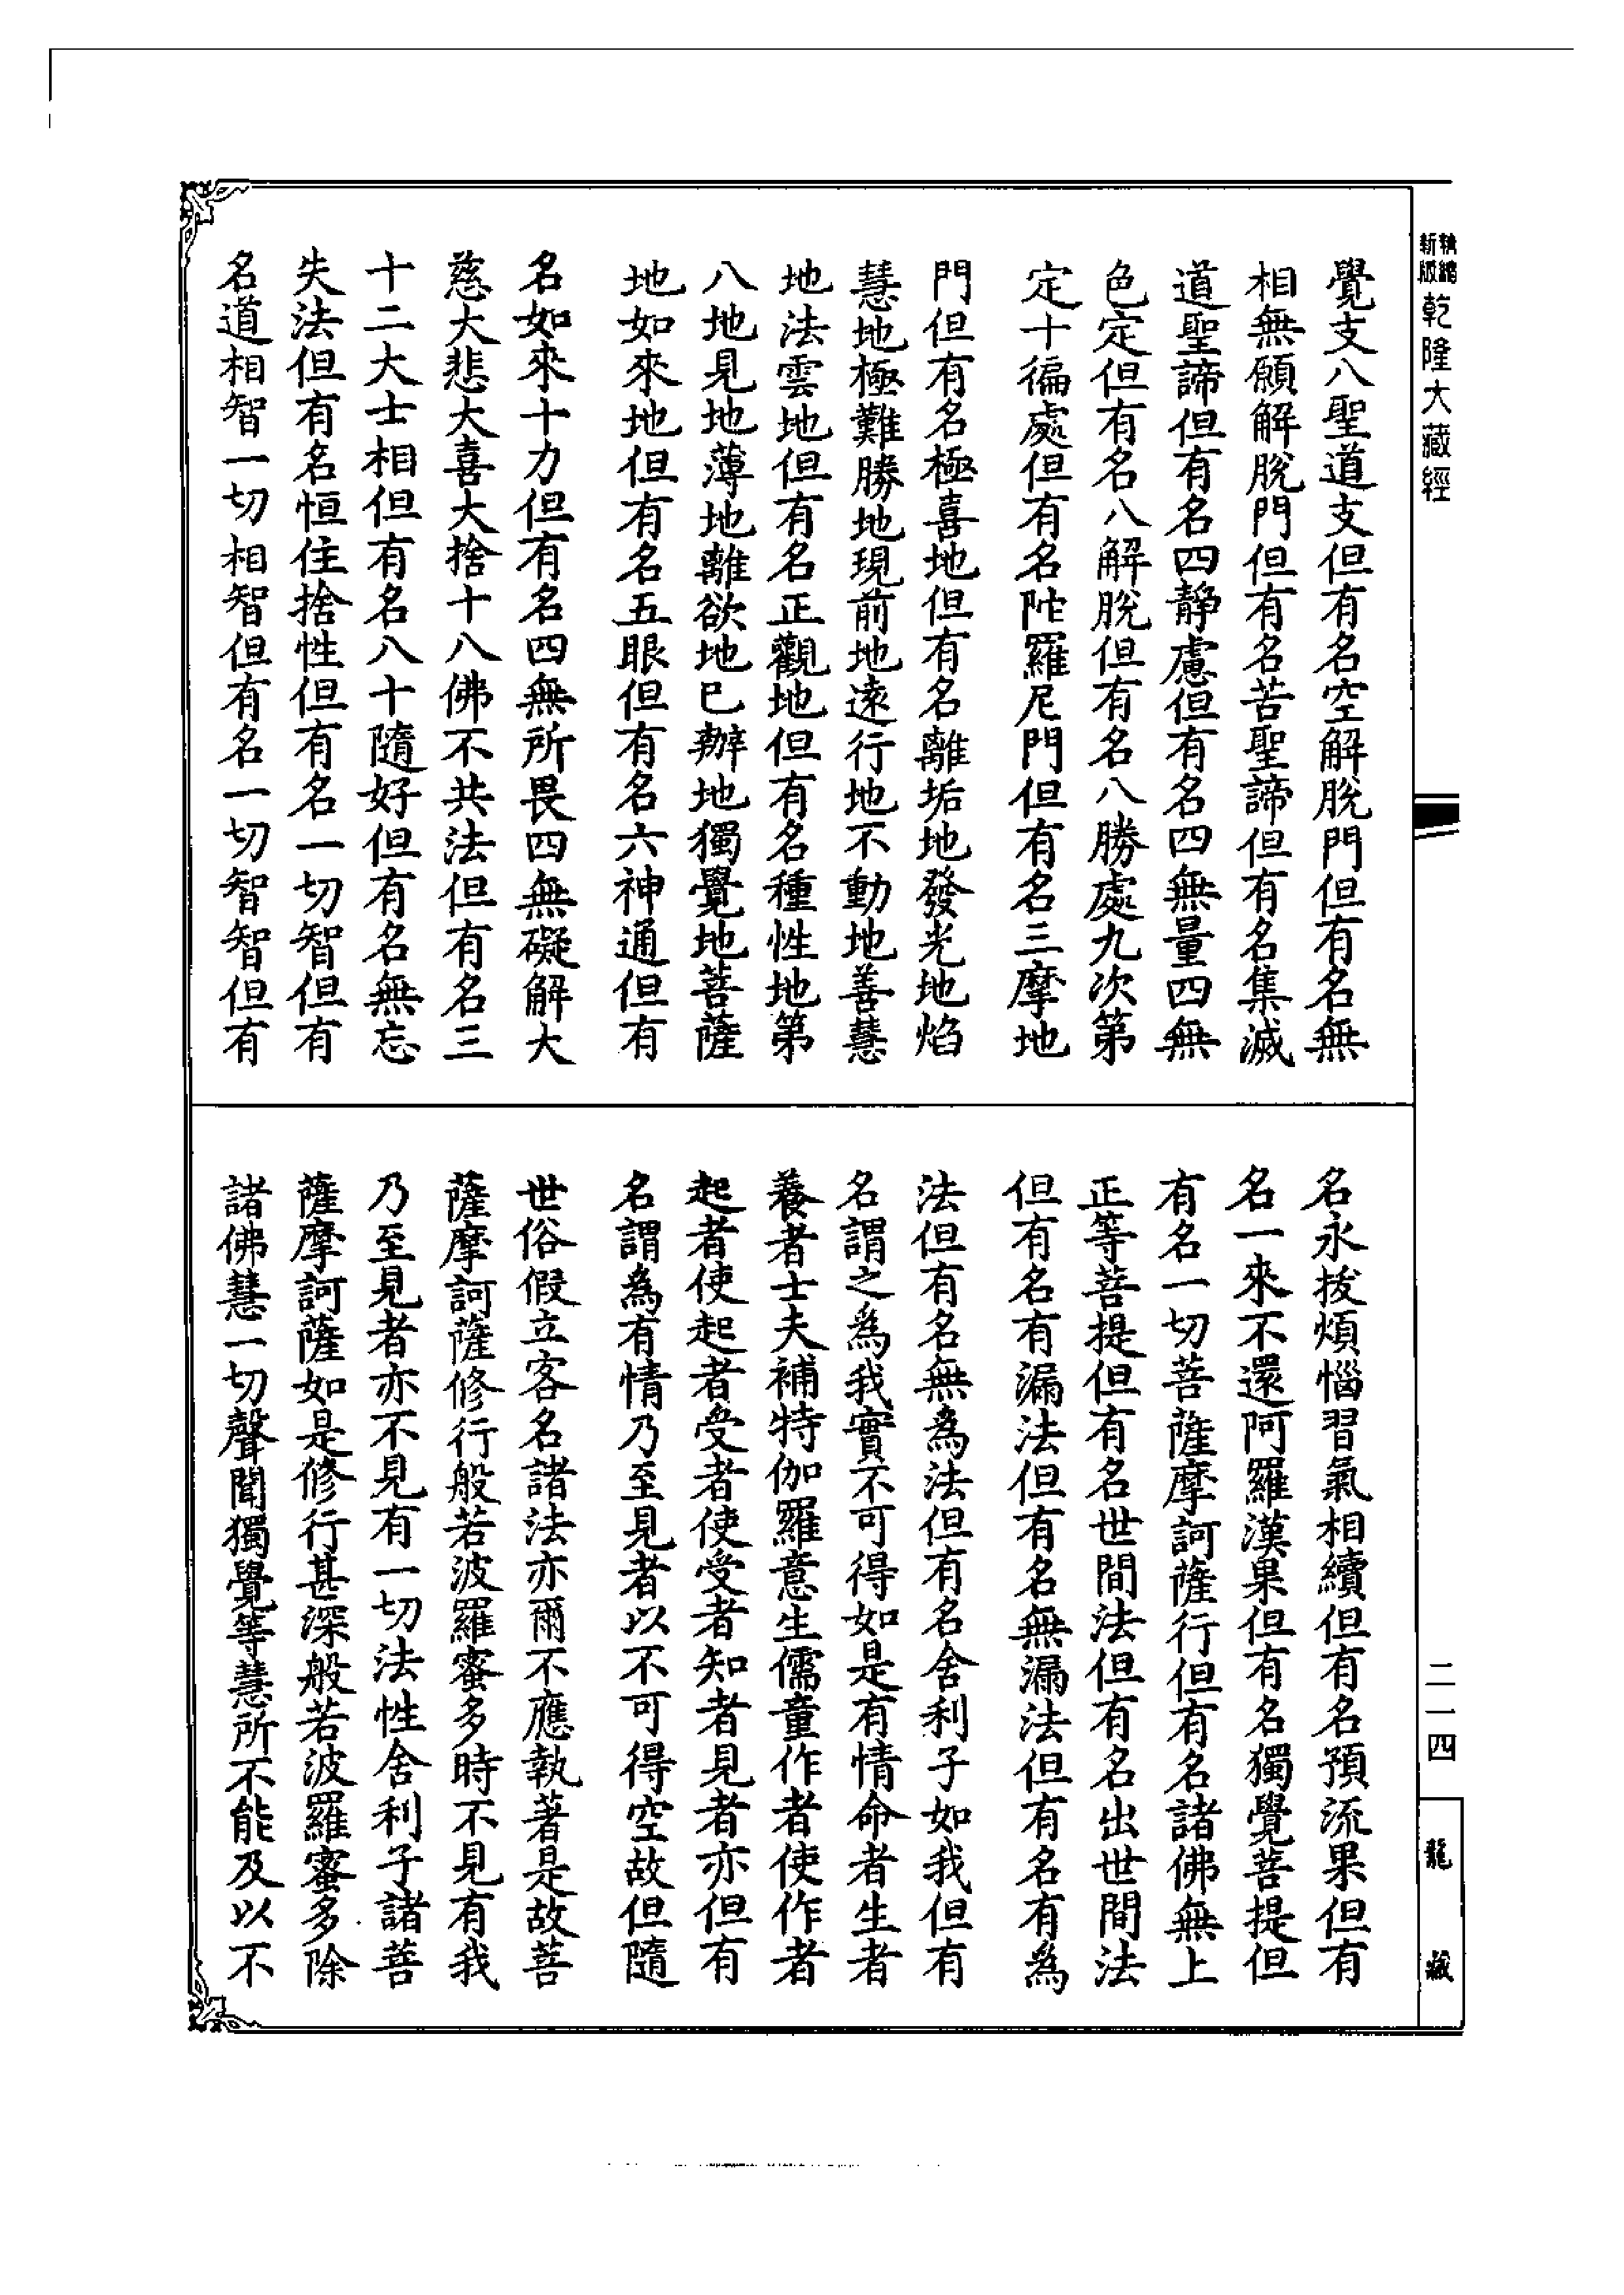 新版精縮乾隆大藏經
覺支八聖道支但有名空解脫門但有名無
相無願解脫門但有名苦聖諦但有名集滅
道聖諦但有名四靜慮但有名四無量四無
色定但有名八解脫但有名八勝處九次第
定十徧處但有名陀羅尼門但有名三摩地
門但有名極喜地但有名離垢地發光地焰
慧地極難勝地現前地遠行地不動地善慧
地法雲地但有名正觀地但有名種性地第
八地見地薄地離欲地已辦地獨覺地菩薩
地如來地但有名五眼但有名六神通但有
名如來十力但有名四無所畏四無礙解大
慈大悲大喜大捨十八佛不共法但有名三
十二大士相但有名八十隨好但有名無忘
失法但有名恒住捨性但有名一切智但有
名道相智一切相智但有名一切智智但有
名永拔煩惱習氣相續但有名預流果但有
名一來不還阿羅漢果但有名獨覺菩提但
有名一切菩薩摩訶薩行但有名諸佛無上
正等菩提但有名世間法但有名出世間法
但有名有漏法但有名無漏法但有名有為
法但有名無為法但有名舍利子如我但有
名謂之為我實不可得如是有情命者生者
養者士夫補特伽羅意生儒童作者使作者
起者使起者受者使受者知者見者亦但有
名謂為有情乃至見者以不可得空故但隨
世俗假立客名諸法亦爾不應執著是故菩
薩摩訶薩修行般若波羅蜜多時不見有我
乃至見者亦不見有一切法性舍利子諸菩
薩摩訶薩如是修行甚深般若波羅蜜多除
諸佛慧一切聲聞獨覺等慧所不能及以不
二一四
龍藏